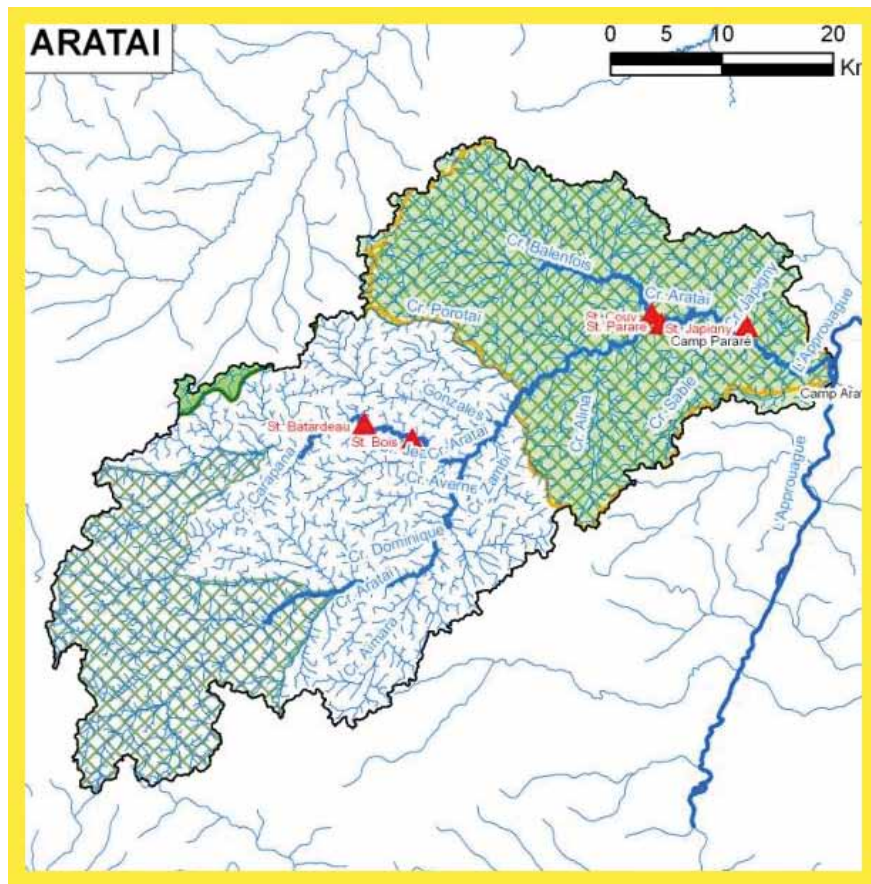 ARATAI
0 5 10 20
Cr. Balenfois
Cr. Aratai
Cr. Japigny
Cr. Porotai
St. Couy
St. Pararé
St. Japigny
Camp Pararé
L'Approuague
Camp Ara
Gonzales
Cr. Alina
Cr. Sable
St. Batardeau
St. Bois
Cr. Aratai
Cr. Carapana
Cr. Averne
Cr. Zambi
L'Approuague
Cr. Dominique
Cr. Aratai
Cr. Aimara